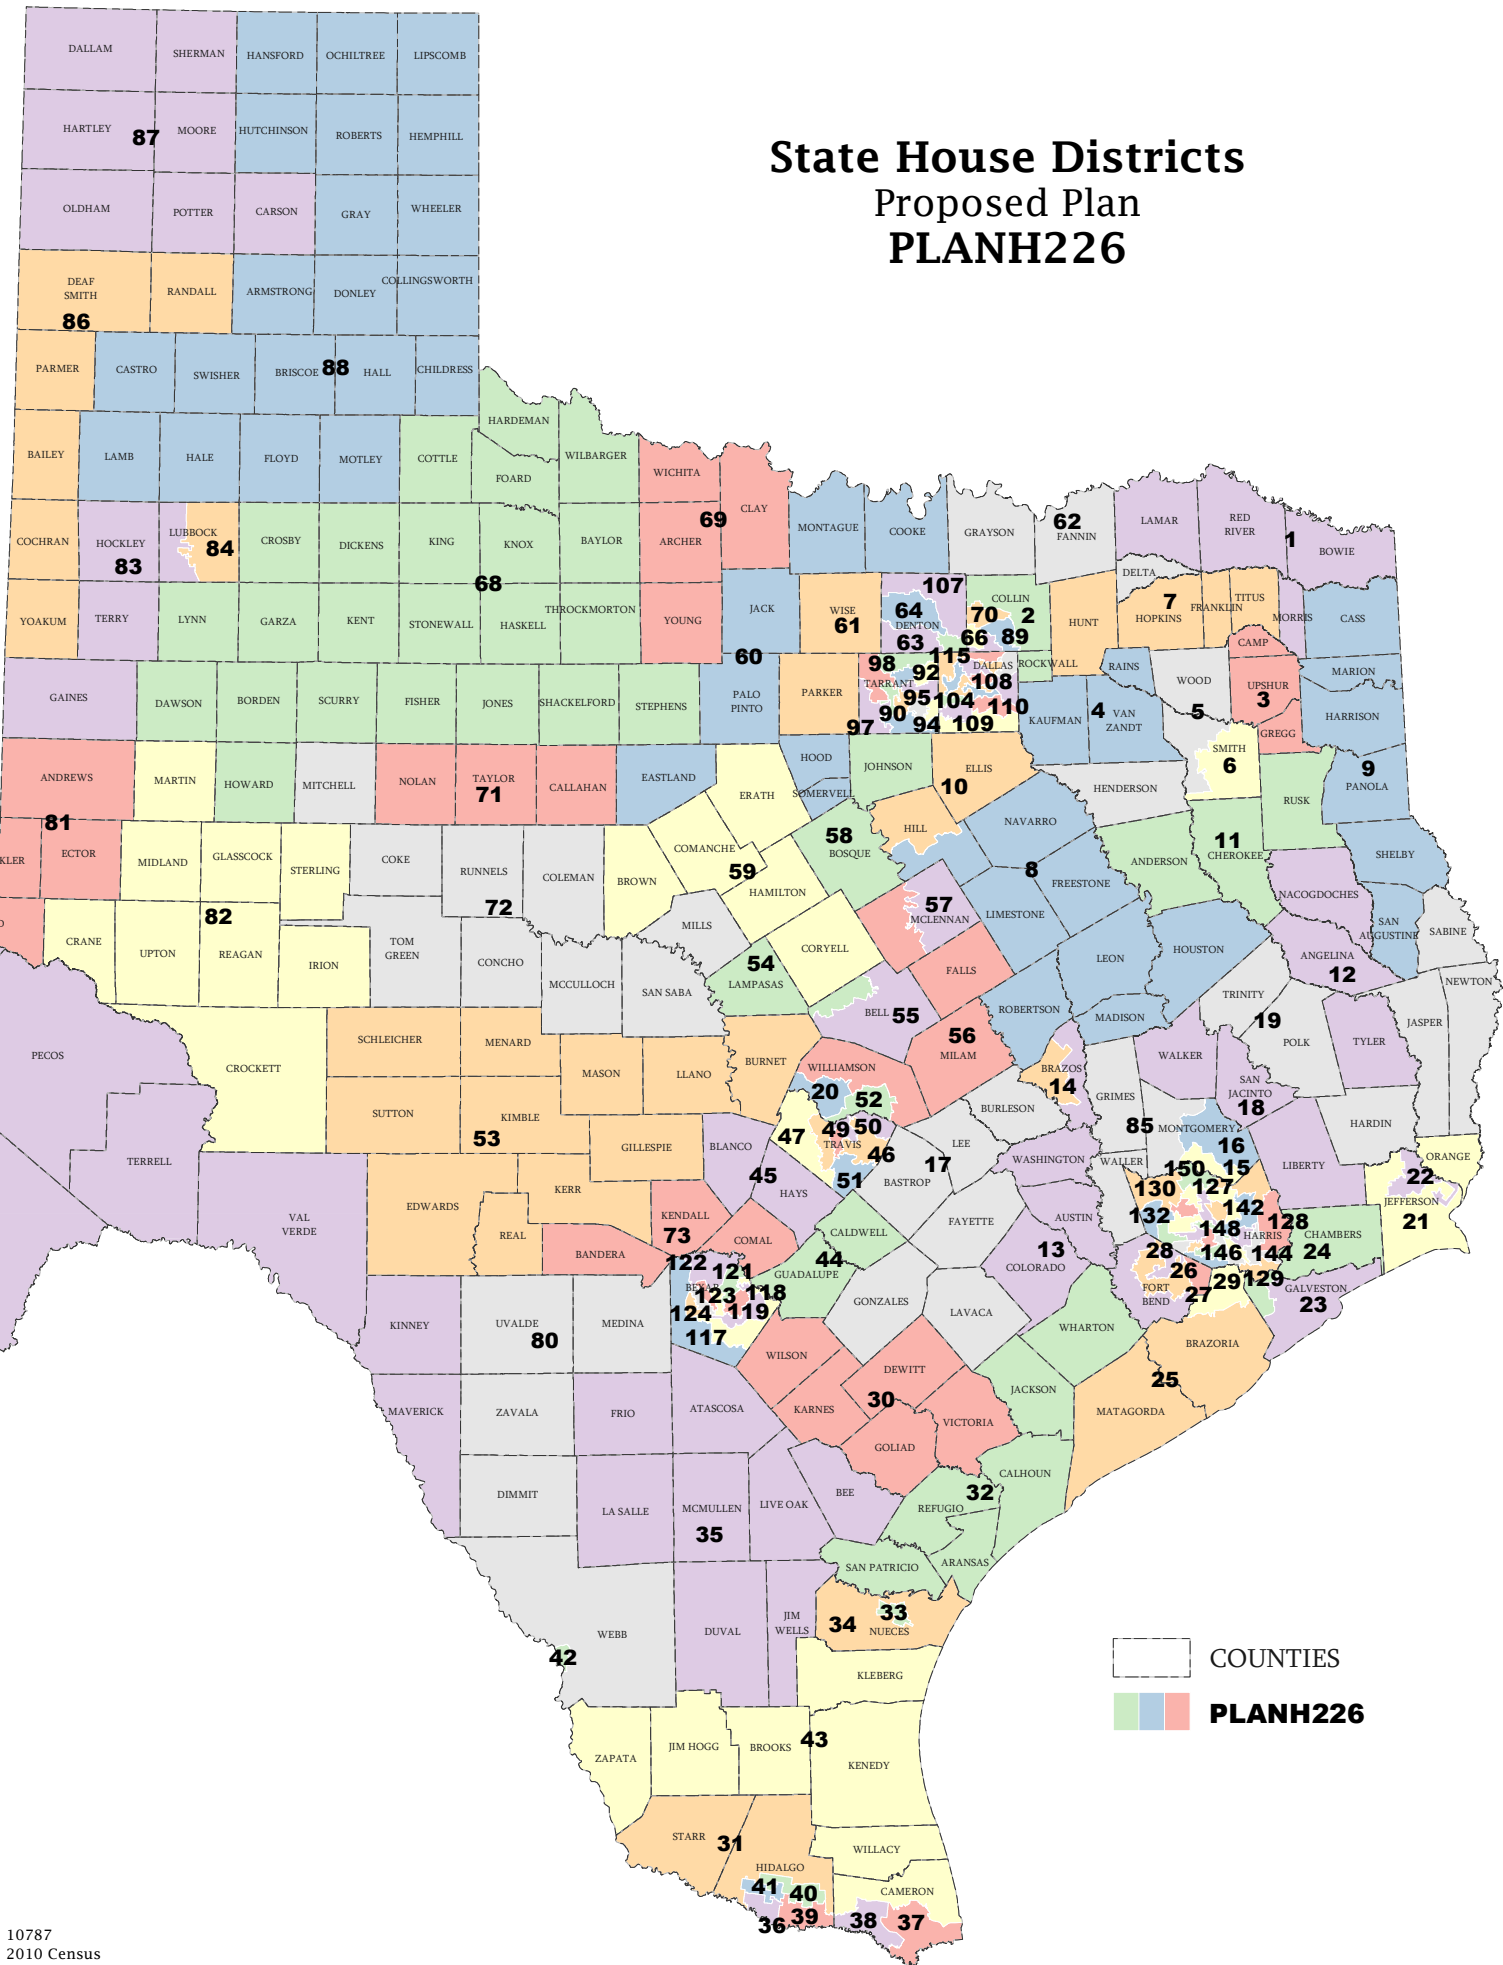 State House Districts
Proposed Plan
PLANH226
DALLAM
SHERMAN
HANSFORD
OCHILTREE
LIPSCOMB
HARTLEY
87
MOORE
HUTCHINSON
ROBERTS
HEMPHILL
OLDHAM
POTTER
CARSON
GRAY
WHEELER
DEAF
SMITH
86
RANDALL
ARMSTRONG
DONLEY
COLLINGSWORTH
PARMER
CASTRO
SWISHER
BRISCOE
88
HALL
CHILDRESS
HARDEMAN
BAILEY
LAMB
HALE
FLOYD
MOTLEY
COTTLE
FOARD
WILBARGER
WICHITA
CLAY
COCHRAN
HOCKLEY
83
LUBBOCK
84
CROSBY
DICKENS
KING
KNOX
BAYLOR
ARCHER
69
68
MONTAGUE
COOKE
GRAYSON
62
FANNIN
LAMAR
RED
RIVER
1
BOWIE
DELTA
YOAKUM
TERRY
LYNN
GARZA
KENT
STONEWALL
HASKELL
THROCKMORTON
YOUNG
JACK
WISE
61
107
64
DENTON
63
COLLIN
70
2
66
89
HUNT
7
HOPKINS
FRANKLIN
TITUS
MORRIS
CASS
CAMP
60
GAINES
DAWSON
BORDEN
SCURRY
FISHER
JONES
SHACKELFORD
STEPHENS
PALO
PINTO
PARKER
98
TARRANT
92
115
DALLAS
108
95
104
110
90
97
94
109
ROCKWALL
RAINS
KAUFMAN
4
VAN
ZANDT
WOOD
5
UPSHUR
3
GREGG
MARION
HARRISON
ANDREWS
MARTIN
HOWARD
MITCHELL
NOLAN
TAYLOR
71
CALLAHAN
EASTLAND
ERATH
HOOD
SOMERVELL
JOHNSON
ELLIS
10
HENDERSON
SMITH
6
RUSK
9
PANOLA
81
KLER
ECTOR
MIDLAND
GLASSCOCK
STERLING
COKE
RUNNELS
COLEMAN
BROWN
COMANCHE
59
HAMILTON
58
BOSQUE
HILL
NAVARRO
8
FREESTONE
ANDERSON
11
CHEROKEE
SHELBY
NACOGDOCHES
82
72
CRANE
UPTON
REAGAN
IRION
TOM
GREEN
CONCHO
MCCULLOCH
SAN SABA
MILLS
54
LAMPASAS
CORYELL
57
MCLENNAN
LIMESTONE
FALLS
LEON
HOUSTON
SAN
AUGUSTINE
SABINE
ANGELINA
12
PECOS
CROCKETT
SCHLEICHER
MENARD
MASON
LLANO
BURNET
BELL
55
56
MILAM
ROBERTSON
MADISON
TRINITY
19
POLK
TYLER
JASPER
NEWTON
WILLIAMSON
20
52
BRAZOS
14
GRIMES
WALKER
SAN
JACINTO
18
HARDIN
TERRELL
SUTTON
KIMBLE
53
GILLESPIE
BLANCO
47
49
50
TRAVIS
46
51
BURLESON
LEE
17
BASTROP
WASHINGTON
85
MONTGOMERY
16
WALLER
150
15
LIBERTY
ORANGE
22
JEFFERSON
21
VAL
VERDE
EDWARDS
REAL
KERR
BANDERA
KENDALL
73
45
HAYS
COMAL
CALDWELL
44
GUADALUPE
FAYETTE
AUSTIN
13
COLORADO
130
127
132
142
148
HARRIS
128
146
144
CHAMBERS
24
28
26
FORT
BEND
27
29
129
GALVESTON
23
122
121
BEXAR
123
118
124
119
117
GONZALES
LAVACA
WHARTON
BRAZORIA
25
MATAGORDA
KINNEY
UVALDE
80
MEDINA
WILSON
DEWITT
30
KARNES
VICTORIA
GOLIAD
JACKSON
CALHOUN
MAVERICK
ZAVALA
FRIO
ATASCOSA
DIMMIT
LA SALLE
MCMULLEN
35
LIVE OAK
BEE
REFUGIO
32
ARANSAS
SAN PATRICIO
WEBB
42
DUVAL
JIM
WELLS
34
33
NUECES
KLEBERG
ZAPATA
JIM HOGG
BROOKS
43
KENEDY
STARR
31
HIDALGO
41
40
36
39
WILLACY
CAMERON
38
37
COUNTIES
PLANH226
10787
2010 Census